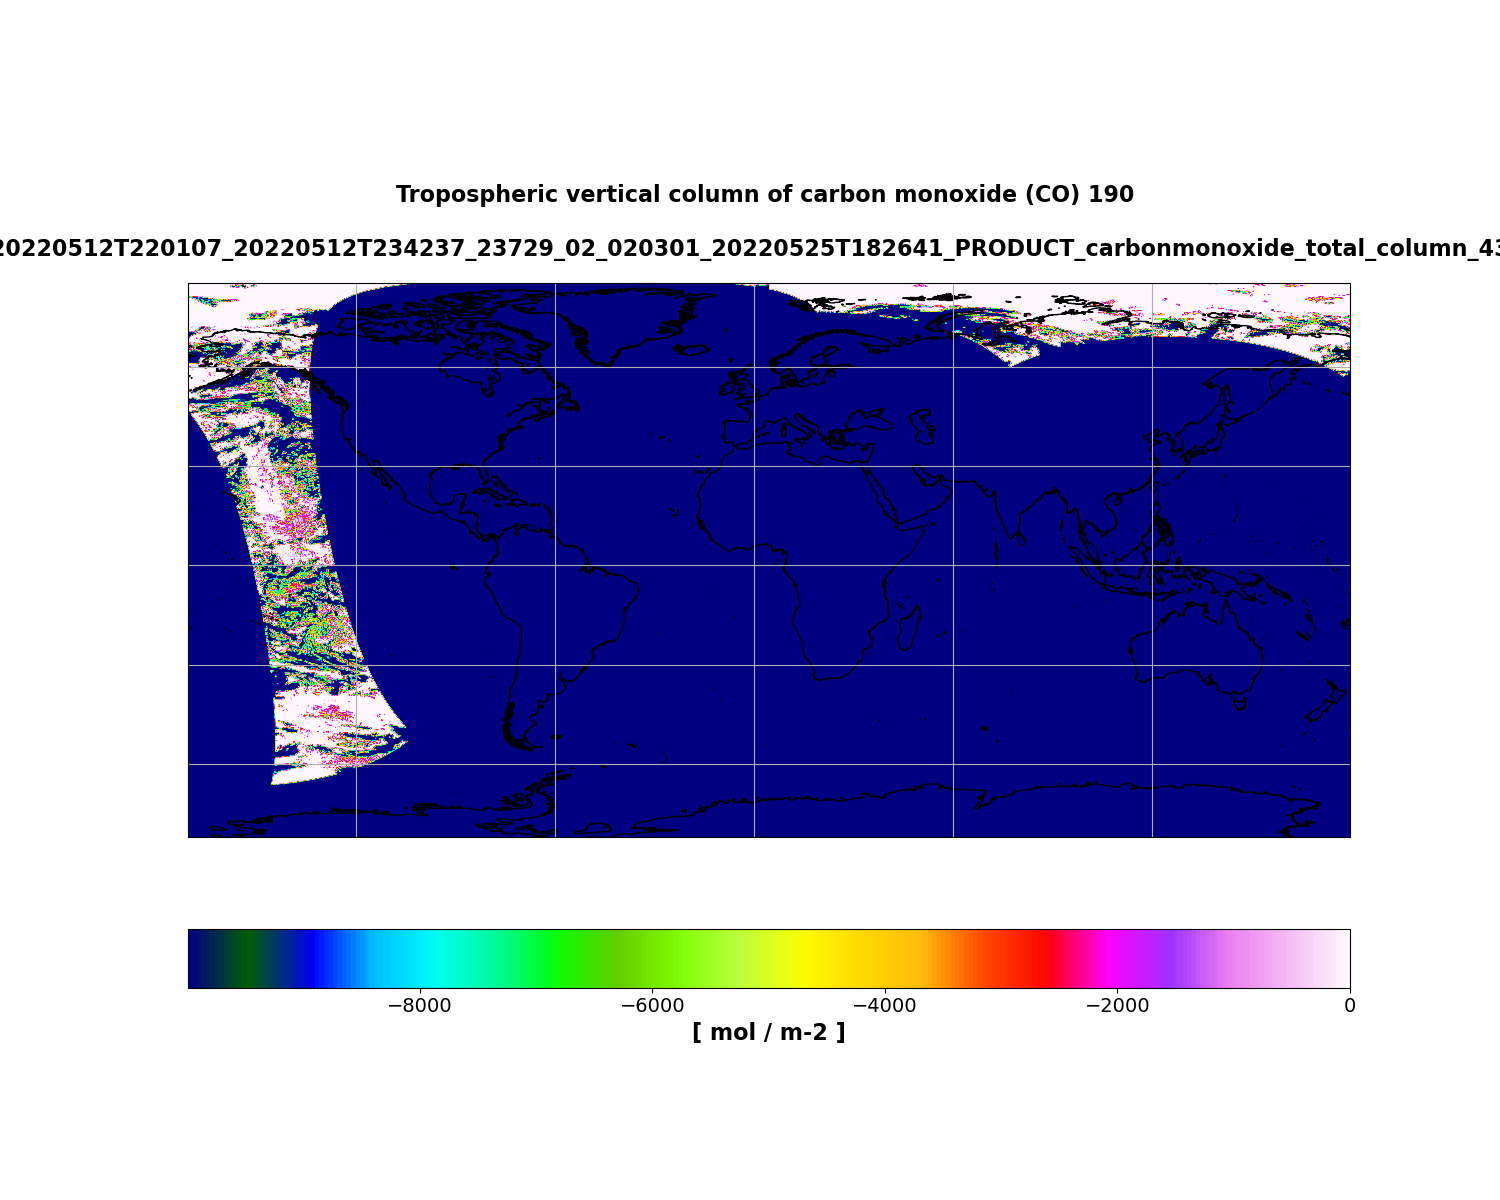 Tropospheric vertical column of carbon monoxide (CO) 190
20220512T220107_20220512T234237_23729_02_020301_20220525T182641_PRODUCT_carbonmonoxide_total_column_43
−8000 −6000 −4000 −2000 0
[ mol / m-2 ]